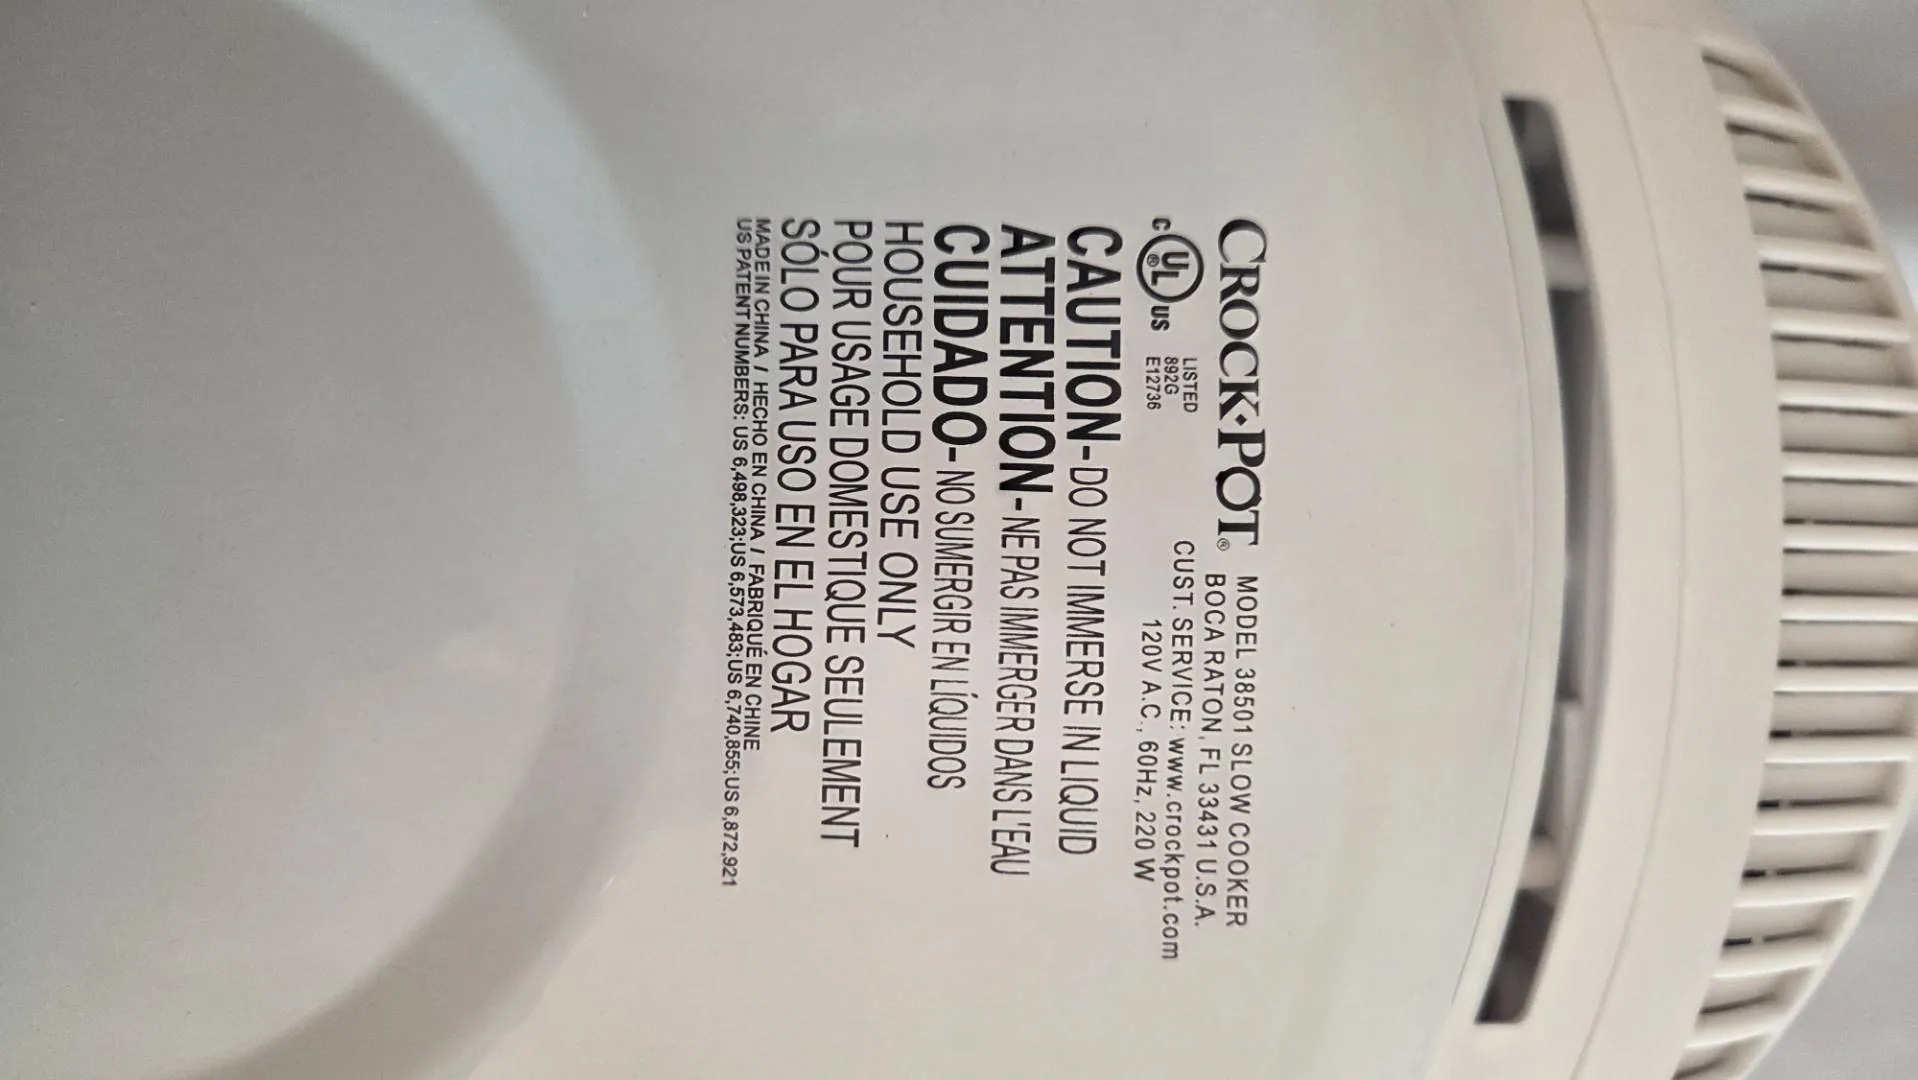 CROCK•POT® MODEL 38501 SLOW COOKER
BOCA RATON, FL 33431 U.S.A.
CUST. SERVICE: www.crockpot.com
120V A.C., 60Hz, 220 W
C UL® US LISTED
892G
E12736
CAUTION-DO NOT IMMERSE IN LIQUID
ATTENTION-NE PAS IMMERGER DANS L'EAU
CUIDADO-NO SUMERGIR EN LÍQUIDOS
HOUSEHOLD USE ONLY
POUR USAGE DOMESTIQUE SEULEMENT
SÓLO PARA USO EN EL HOGAR
MADE IN CHINA / HECHO EN CHINA / FABRIQUÉ EN CHINE
US PATENT NUMBERS: US 6,498,323;US 6,573,483;US 6,740,855;US 6,872,921